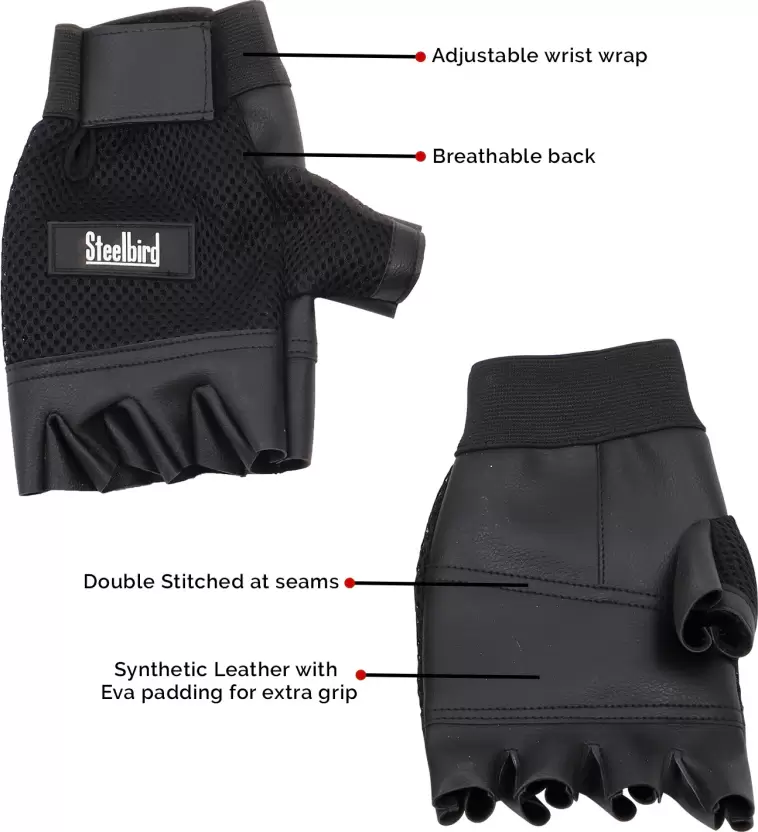 Adjustable wrist wrap
Breathable back
Steelbird
Double Stitched at seams
Synthetic Leather with
Eva padding for extra grip